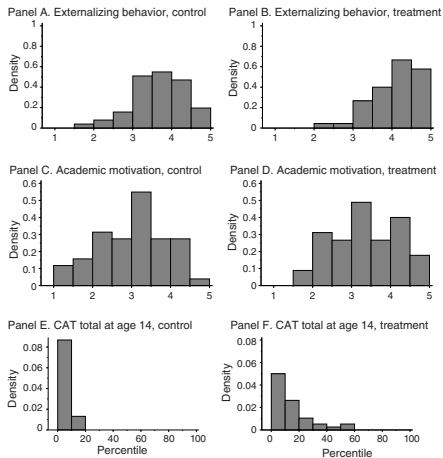 Panel A. Externalizing behavior, control
Panel B. Externalizing behavior, treatment
Density
1
0.8
0.6
0.4
0.2
0
1 2 3 4 5
Density
1
0.8
0.6
0.4
0.2
0
1 2 3 4 5
Panel C. Academic motivation, control
Panel D. Academic motivation, treatment
Density
0.6
0.5
0.4
0.3
0.2
0.1
0
1 2 3 4 5
Density
0.6
0.5
0.4
0.3
0.2
0.1
0
1 2 3 4 5
Panel E. CAT total at age 14, control
Panel F. CAT total at age 14, treatment
Density
0.08
0.06
0.04
0.02
0
0 20 40 60 80 100
Percentile
Density
0.08
0.06
0.04
0.02
0
0 20 40 60 80 100
Percentile